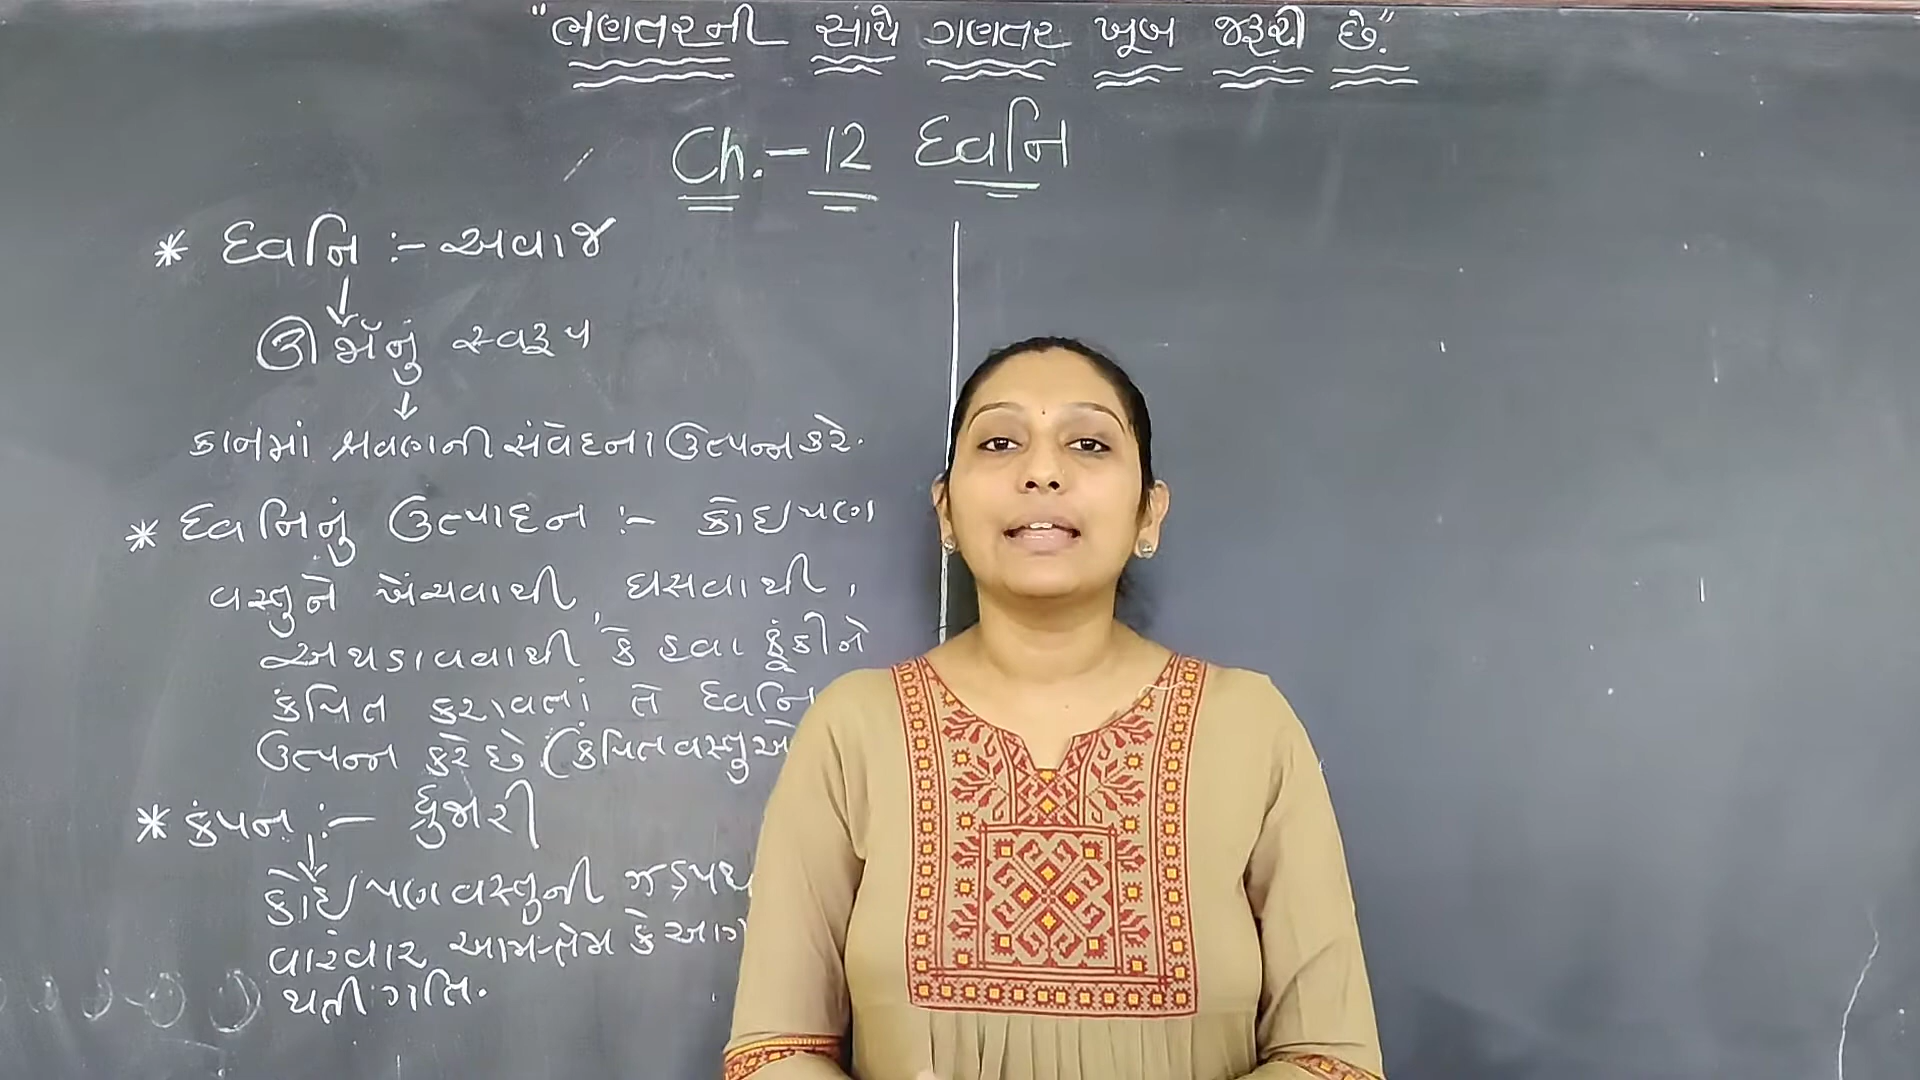 "ભણતરની સાથે ગણતર ખૂબ જરૂરી છે."
Ch.-12 ધ્વનિ
* ધ્વનિ :- અવાજ
↓
ઊર્જાનું સ્વરૂપ
↓
કાનમાં શ્રવણની સંવેદના ઉત્પન્ન કરે.
* ધ્વનિનું ઉત્પાદન :- કોઈપણ
વસ્તુને ખેંચવાથી, ઘસવાથી,
અથડાવવાથી કે હવા ફૂંકીને
કંપિત કરાવતાં તે ધ્વનિ
ઉત્પન્ન કરે છે (કંપિત વસ્તુઓ
* કંપન :- ધ્રુજારી
↓
કોઈપણ વસ્તુની ઝડપથ
વારંવાર આમ-તેમ કે આગ
થતી ગતિ.